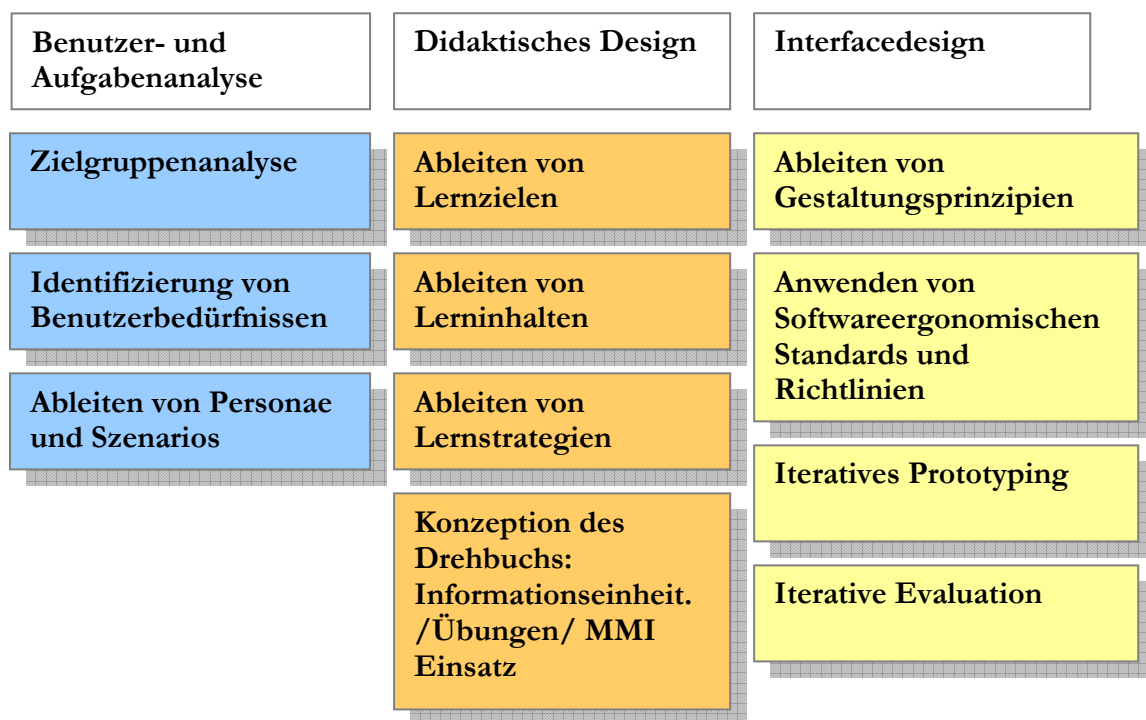 Benutzer- und
Aufgabenanalyse
Didaktisches Design
Interfacedesign
Zielgruppenanalyse
Identifizierung von
Benutzerbedürfnissen
Ableiten von Personae
und Szenarios
Ableiten von
Lernzielen
Ableiten von
Lerninhalten
Ableiten von
Lernstrategien
Konzeption des
Drehbuchs:
Informationseinheit.
/Übungen/ MMI
Einsatz
Ableiten von
Gestaltungsprinzipien
Anwenden von
Softwareergonomischen
Standards und
Richtlinien
Iteratives Prototyping
Iterative Evaluation